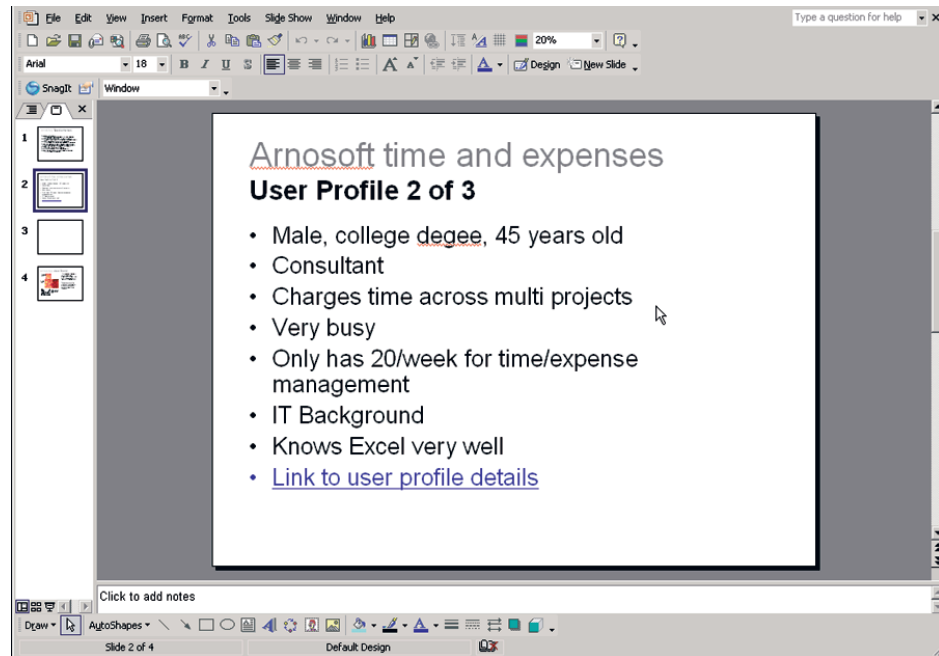 File Edit View Insert Format Tools Slide Show Window Help Type a question for help
20%
Arial 18 B I U S A A A Design New Slide
SnagIt Window
1
2
3
4
Arnosoft time and expenses
User Profile 2 of 3
• Male, college degee, 45 years old
• Consultant
• Charges time across multi projects
• Very busy
• Only has 20/week for time/expense
management
• IT Background
• Knows Excel very well
• Link to user profile details
Click to add notes
Draw AutoShapes
Slide 2 of 4 Default Design